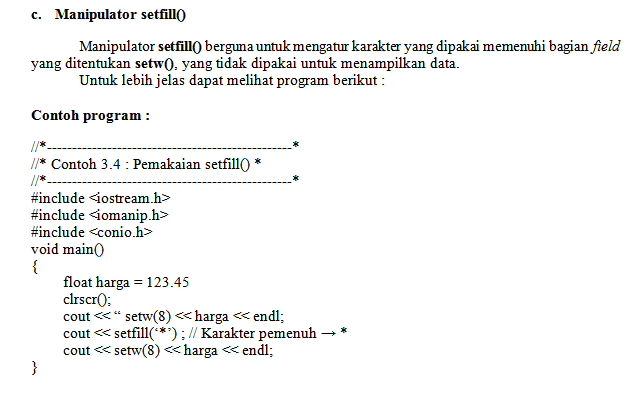 c. Manipulator setfill()
Manipulator setfill() berguna untuk mengatur karakter yang dipakai memenuhi bagian field
yang ditentukan setw(), yang tidak dipakai untuk menampilkan data.
Untuk lebih jelas dapat melihat program berikut :
Contoh program :
//*-------------------------------------------------*
//* Contoh 3.4 : Pemakaian setfill() *
//*-------------------------------------------------*
#include <iostream.h>
#include <iomanip.h>
#include <conio.h>
void main()
{
float harga = 123.45
clrscr();
cout << “ setw(8) << harga << endl;
cout << setfill(‘*’) ; // Karakter pemenuh → *
cout << setw(8) << harga << endl;
}